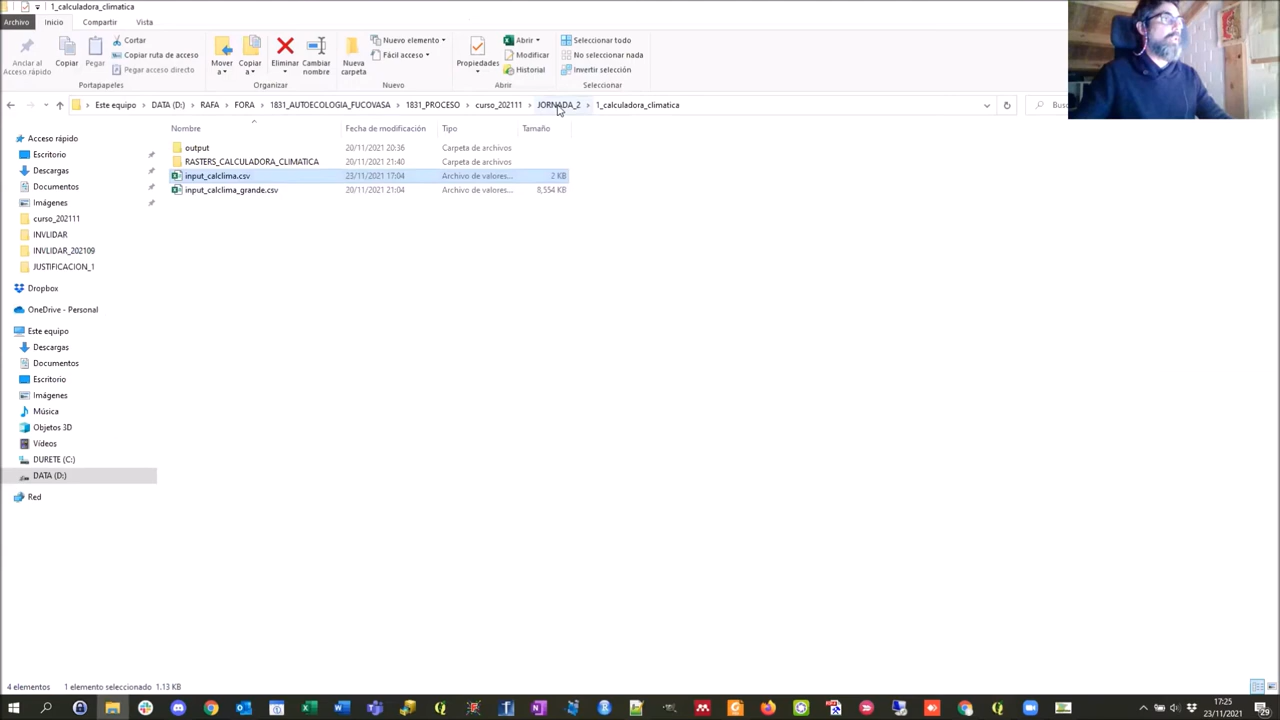 1_calculadora_climatica
Archivo Inicio Compartir Vista
Anclar al Acceso rápido
Copiar
Pegar
Cortar
Copiar ruta de acceso
Pegar acceso directo
Portapapeles
Mover a
Copiar a
Eliminar
Cambiar nombre
Organizar
Nueva carpeta
Nuevo elemento
Fácil acceso
Nuevo
Propiedades
Abrir
Modificar
Historial
Abrir
Seleccionar todo
No seleccionar nada
Invertir selección
Seleccionar
Este equipo > DATA (D:) > RAFA > FORA > 1831_AUTOECOLOGIA_FUCOVASA > 1831_PROCESO > curso_202111 > JORNADA_2 > 1_calculadora_climatica
Busc
Acceso rápido
Escritorio
Descargas
Documentos
Imágenes
curso_202111
INVLIDAR
INVLIDAR_202109
JUSTIFICACION_1
Dropbox
OneDrive - Personal
Este equipo
Descargas
Documentos
Escritorio
Imágenes
Música
Objetos 3D
Vídeos
DURETE (C:)
DATA (D:)
Red
Nombre Fecha de modificación Tipo Tamaño
output 20/11/2021 20:36 Carpeta de archivos
RASTERS_CALCULADORA_CLIMATICA 20/11/2021 21:40 Carpeta de archivos
input_calclima.csv 23/11/2021 17:04 Archivo de valores... 2 KB
input_calclima_grande.csv 20/11/2021 21:04 Archivo de valores... 8,554 KB
4 elementos 1 elemento seleccionado 1.13 KB
17:25
23/11/2021
29